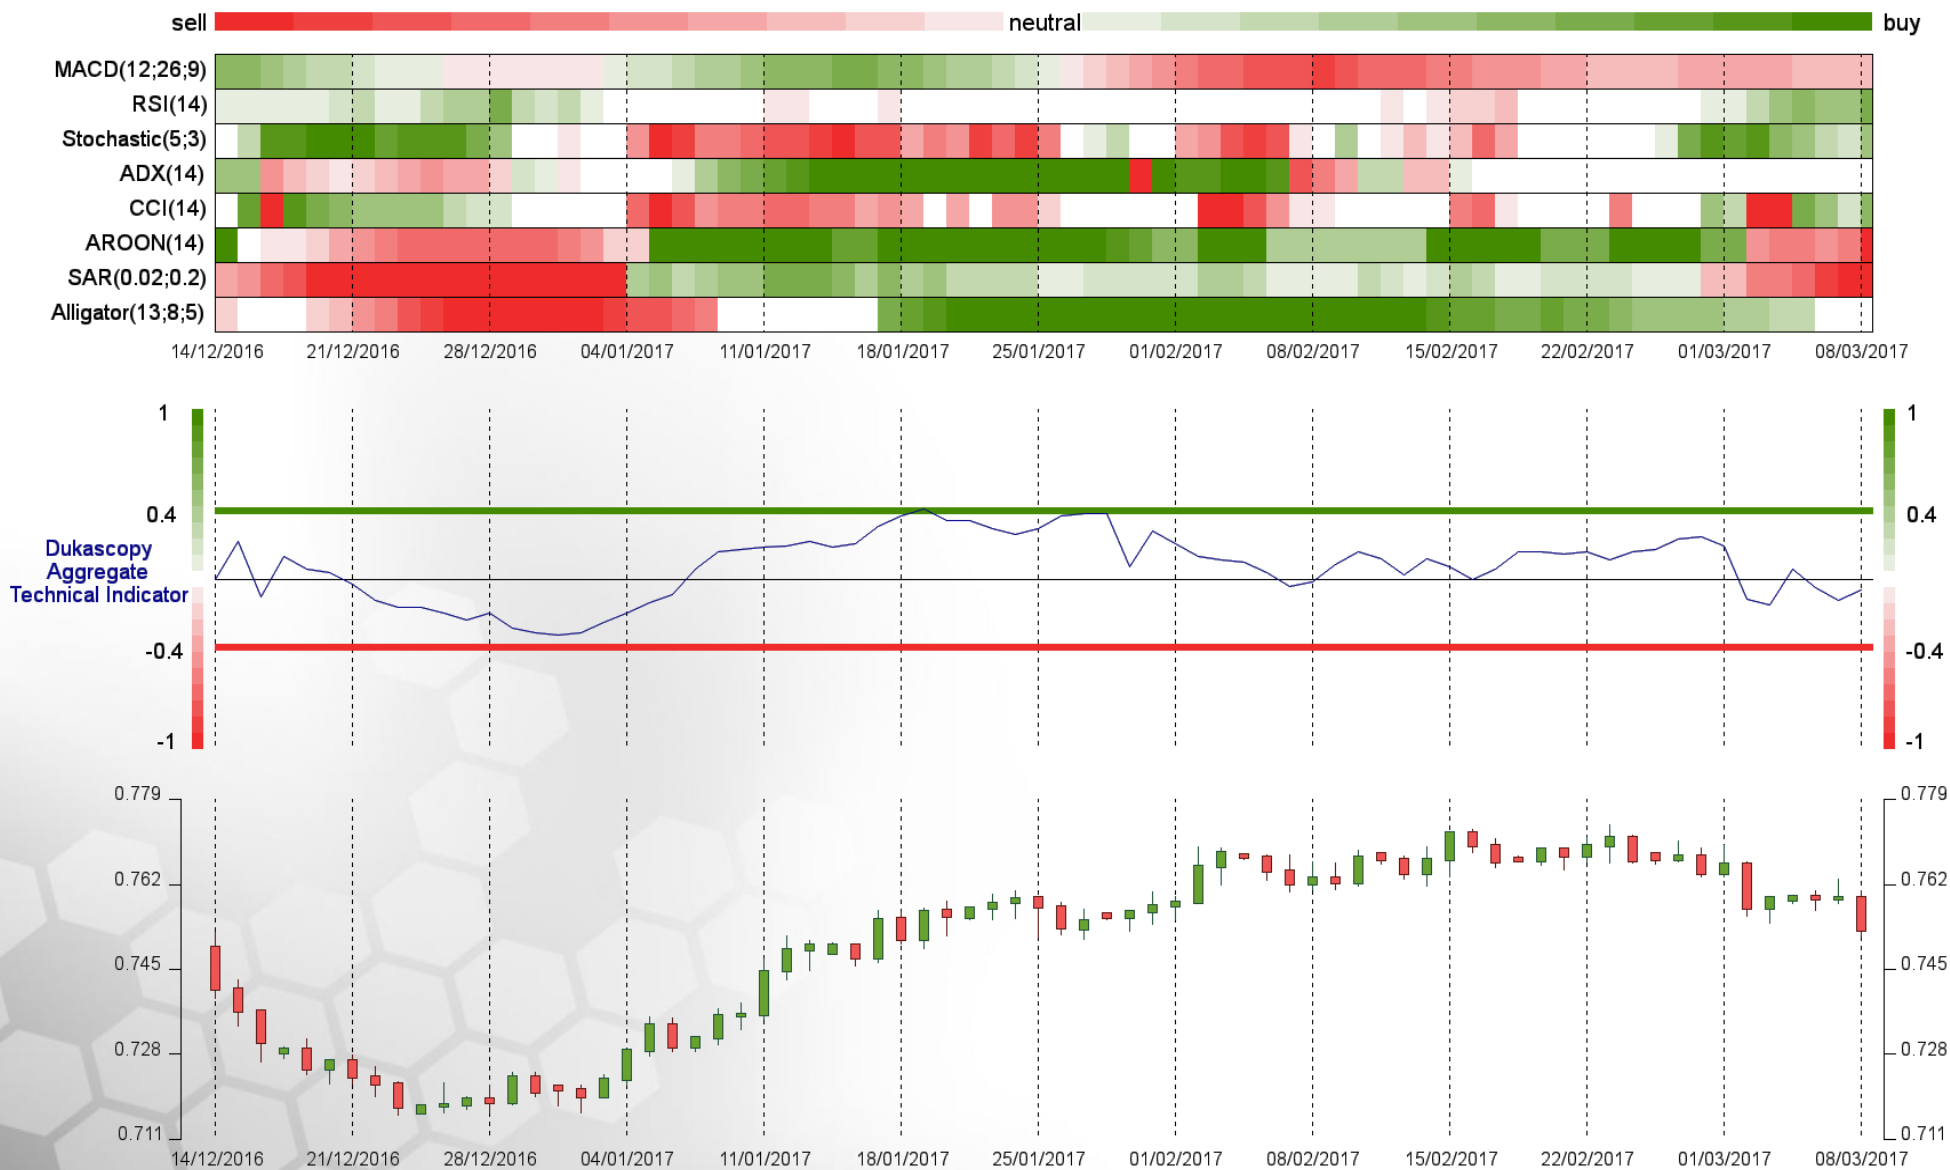 sell neutral buy
MACD(12;26;9)
RSI(14)
Stochastic(5;3)
ADX(14)
CCI(14)
AROON(14)
SAR(0.02;0.2)
Alligator(13;8;5)
14/12/2016 21/12/2016 28/12/2016 04/01/2017 11/01/2017 18/01/2017 25/01/2017 01/02/2017 08/02/2017 15/02/2017 22/02/2017 01/03/2017 08/03/2017
1 1
0.4 0.4
Dukascopy
Aggregate
Technical Indicator
-0.4 -0.4
-1 -1
0.779 0.779
0.762 0.762
0.745 0.745
0.728 0.728
0.711 0.711
14/12/2016 21/12/2016 28/12/2016 04/01/2017 11/01/2017 18/01/2017 25/01/2017 01/02/2017 08/02/2017 15/02/2017 22/02/2017 01/03/2017 08/03/2017